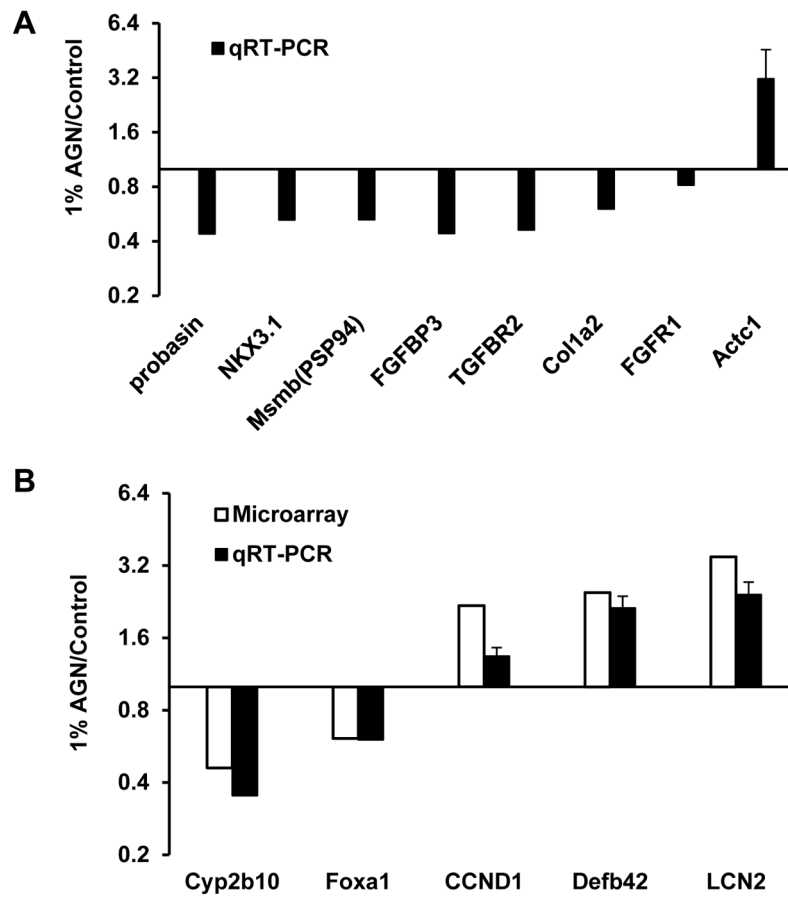 A
6.4
3.2
1.6
0.8
0.4
0.2
1% AGN/Control
qRT-PCR
probasin
NKX3.1
Msmb(PSP94)
FGFBP3
TGFBR2
Col1a2
FGFR1
Actc1
B
6.4
3.2
1.6
0.8
0.4
0.2
1% AGN/Control
Microarray
qRT-PCR
Cyp2b10
Foxa1
CCND1
Defb42
LCN2